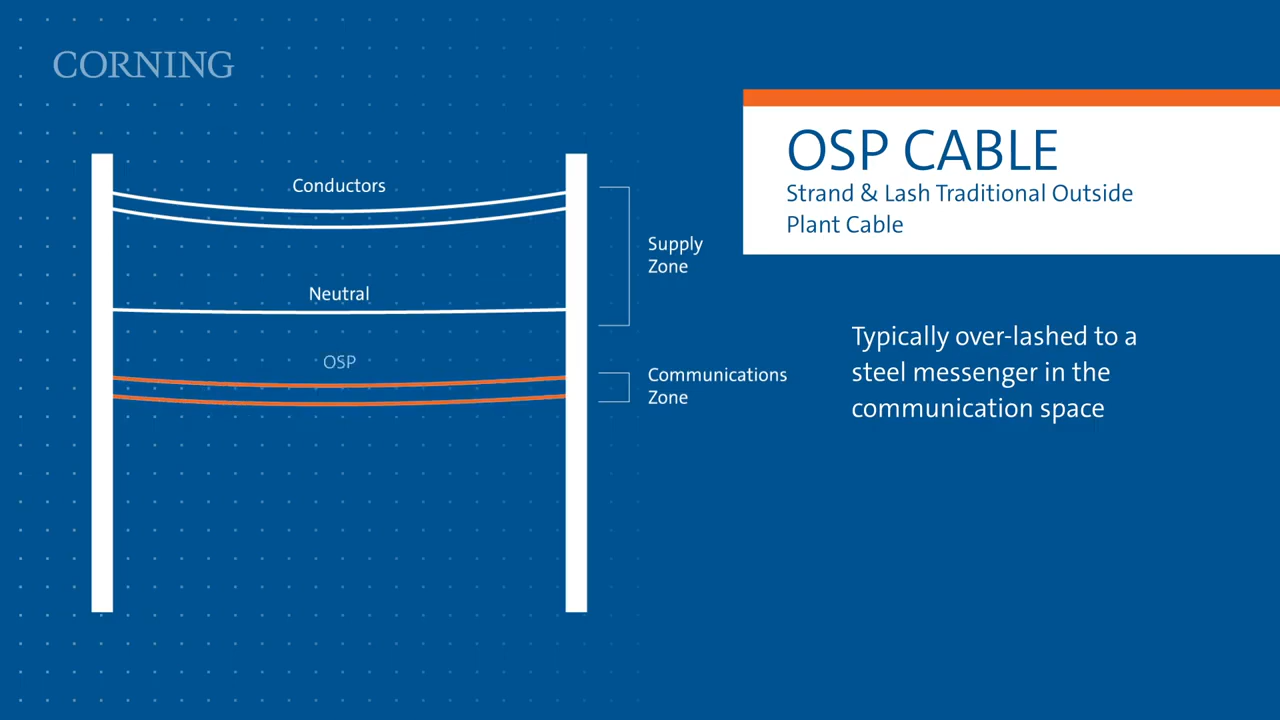 CORNING
OSP CABLE
Strand & Lash Traditional Outside
Plant Cable
Conductors
Supply
Zone
Neutral
OSP
Communications
Zone
Typically over-lashed to a
steel messenger in the
communication space